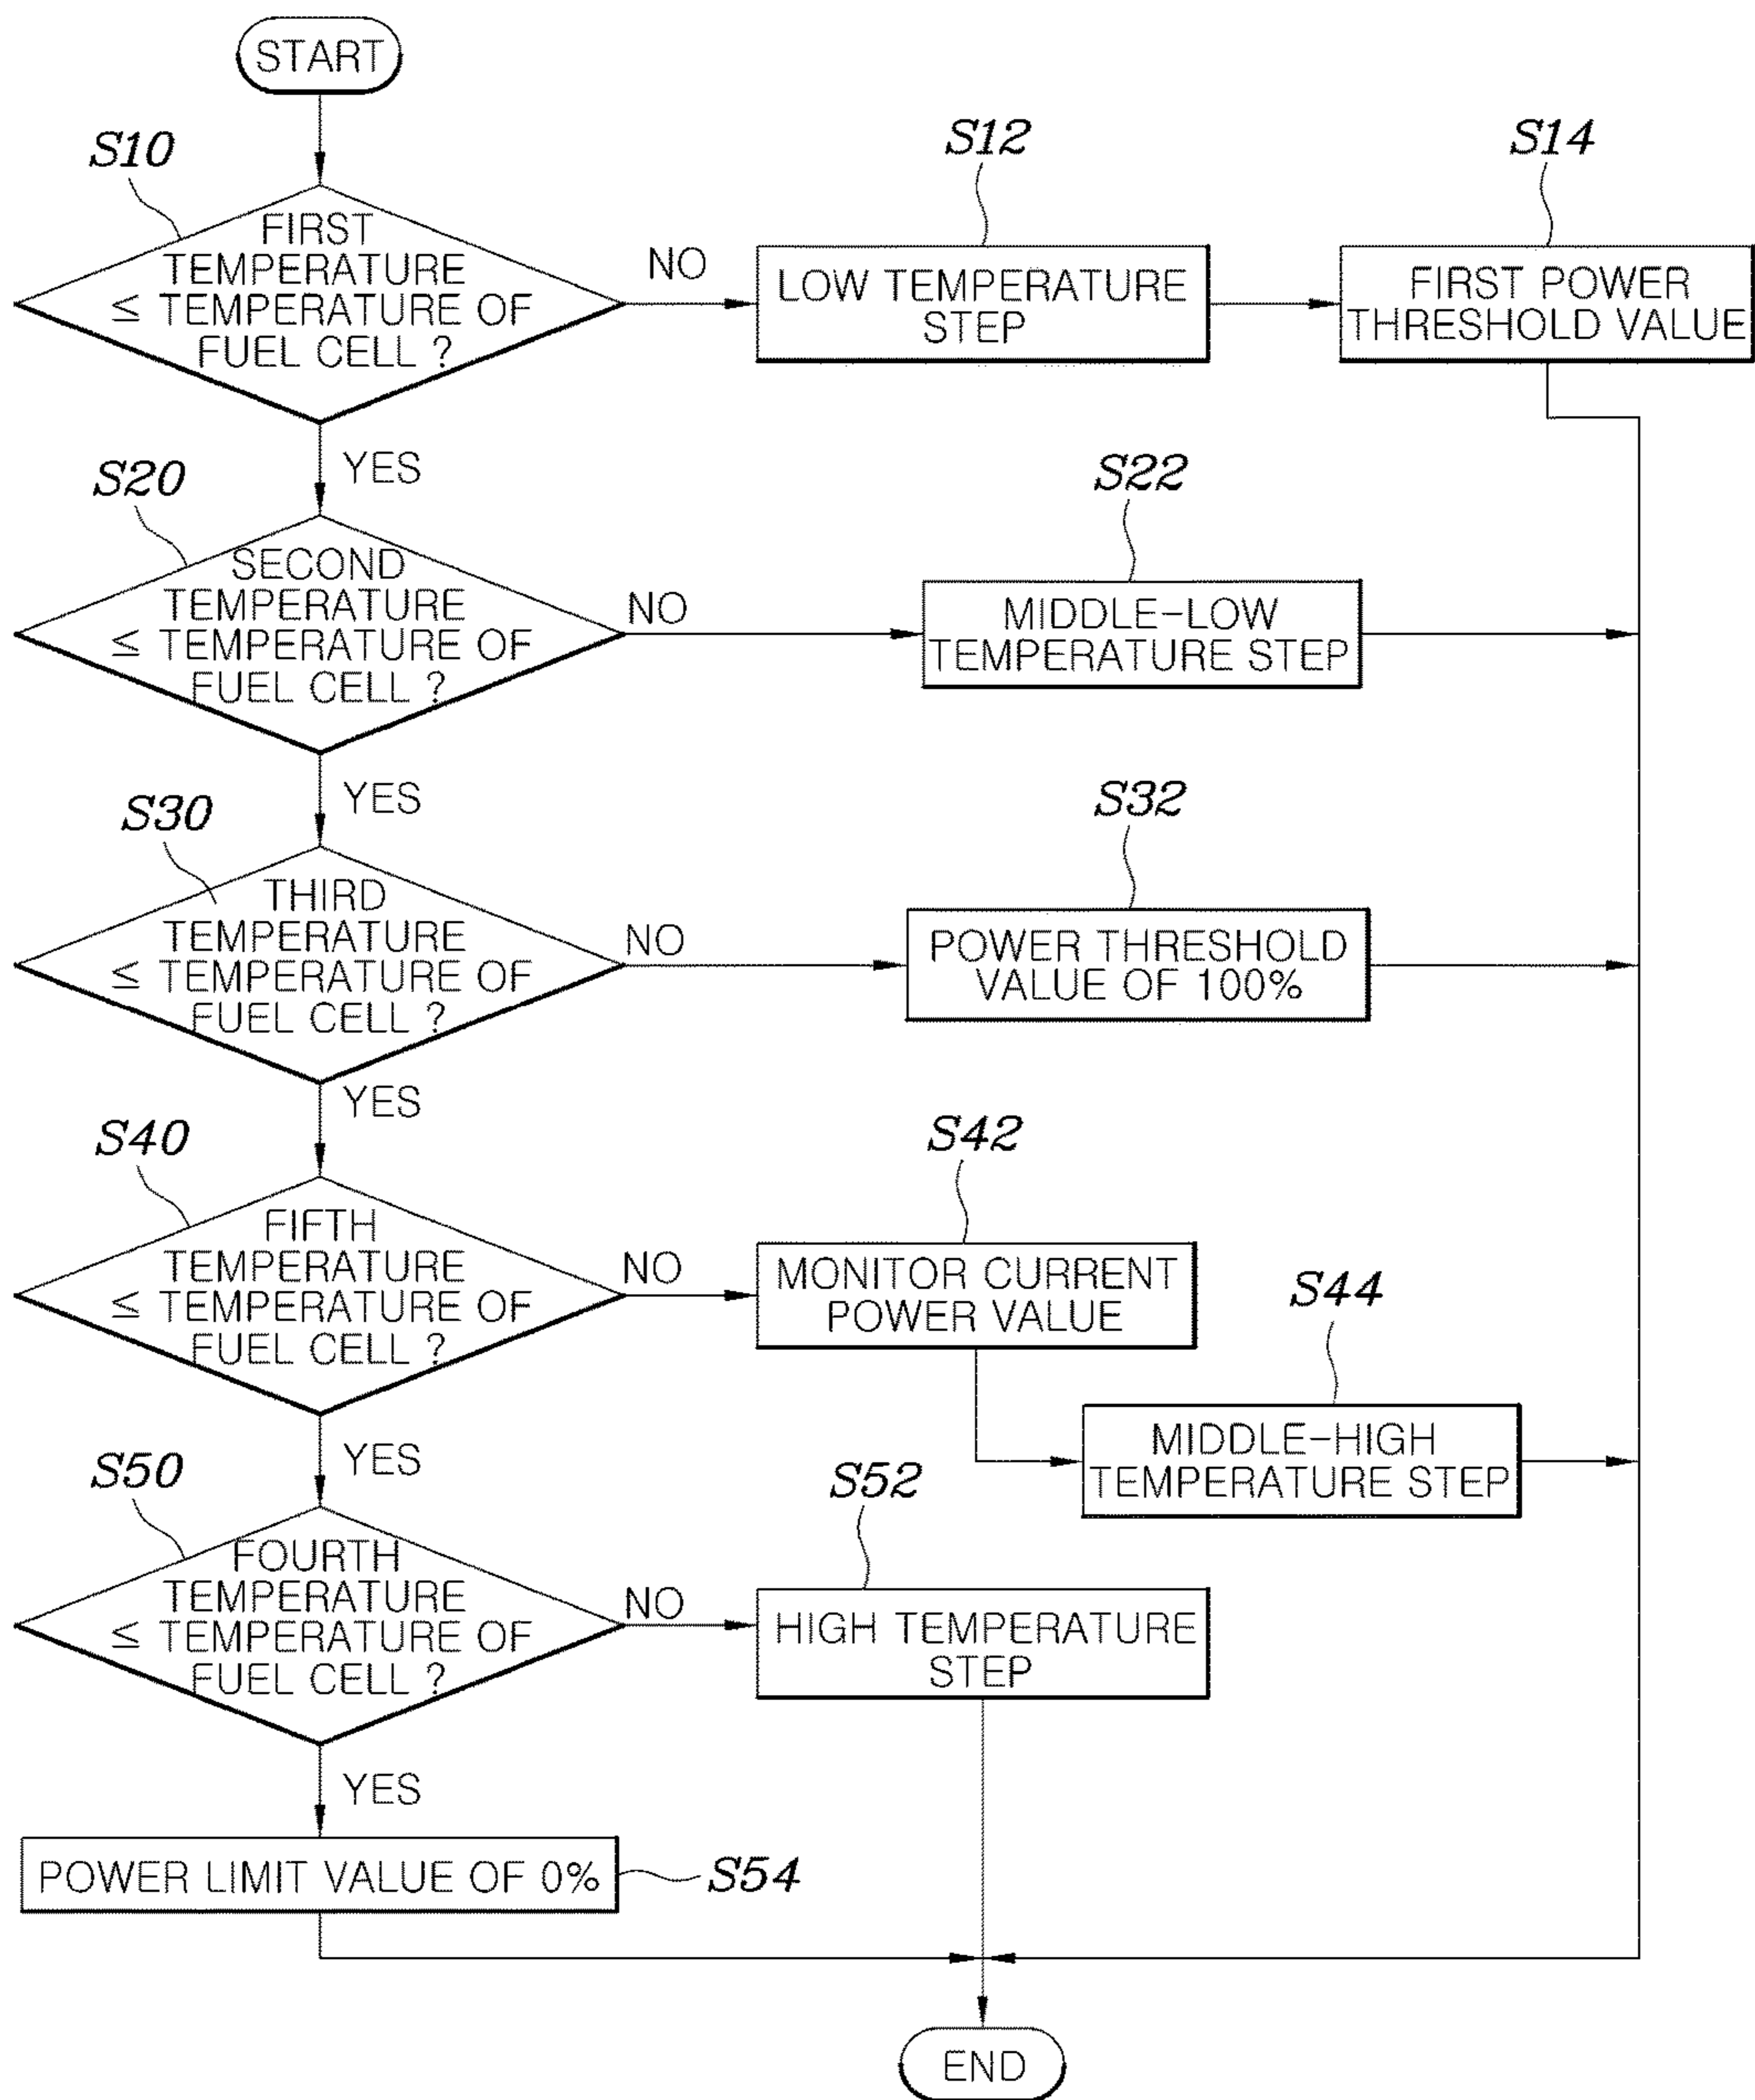 START
S10
FIRST
TEMPERATURE
≤ TEMPERATURE OF
FUEL CELL ?
NO
S12
LOW TEMPERATURE
STEP
S14
FIRST POWER
THRESHOLD VALUE
YES
S20
SECOND
TEMPERATURE
≤ TEMPERATURE OF
FUEL CELL ?
NO
S22
MIDDLE-LOW
TEMPERATURE STEP
YES
S30
THIRD
TEMPERATURE
≤ TEMPERATURE OF
FUEL CELL ?
NO
S32
POWER THRESHOLD
VALUE OF 100%
YES
S40
FIFTH
TEMPERATURE
≤ TEMPERATURE OF
FUEL CELL ?
NO
S42
MONITOR CURRENT
POWER VALUE
S44
MIDDLE-HIGH
TEMPERATURE STEP
YES
S50
FOURTH
TEMPERATURE
≤ TEMPERATURE OF
FUEL CELL ?
NO
S52
HIGH TEMPERATURE
STEP
YES
POWER LIMIT VALUE OF 0%
S54
END